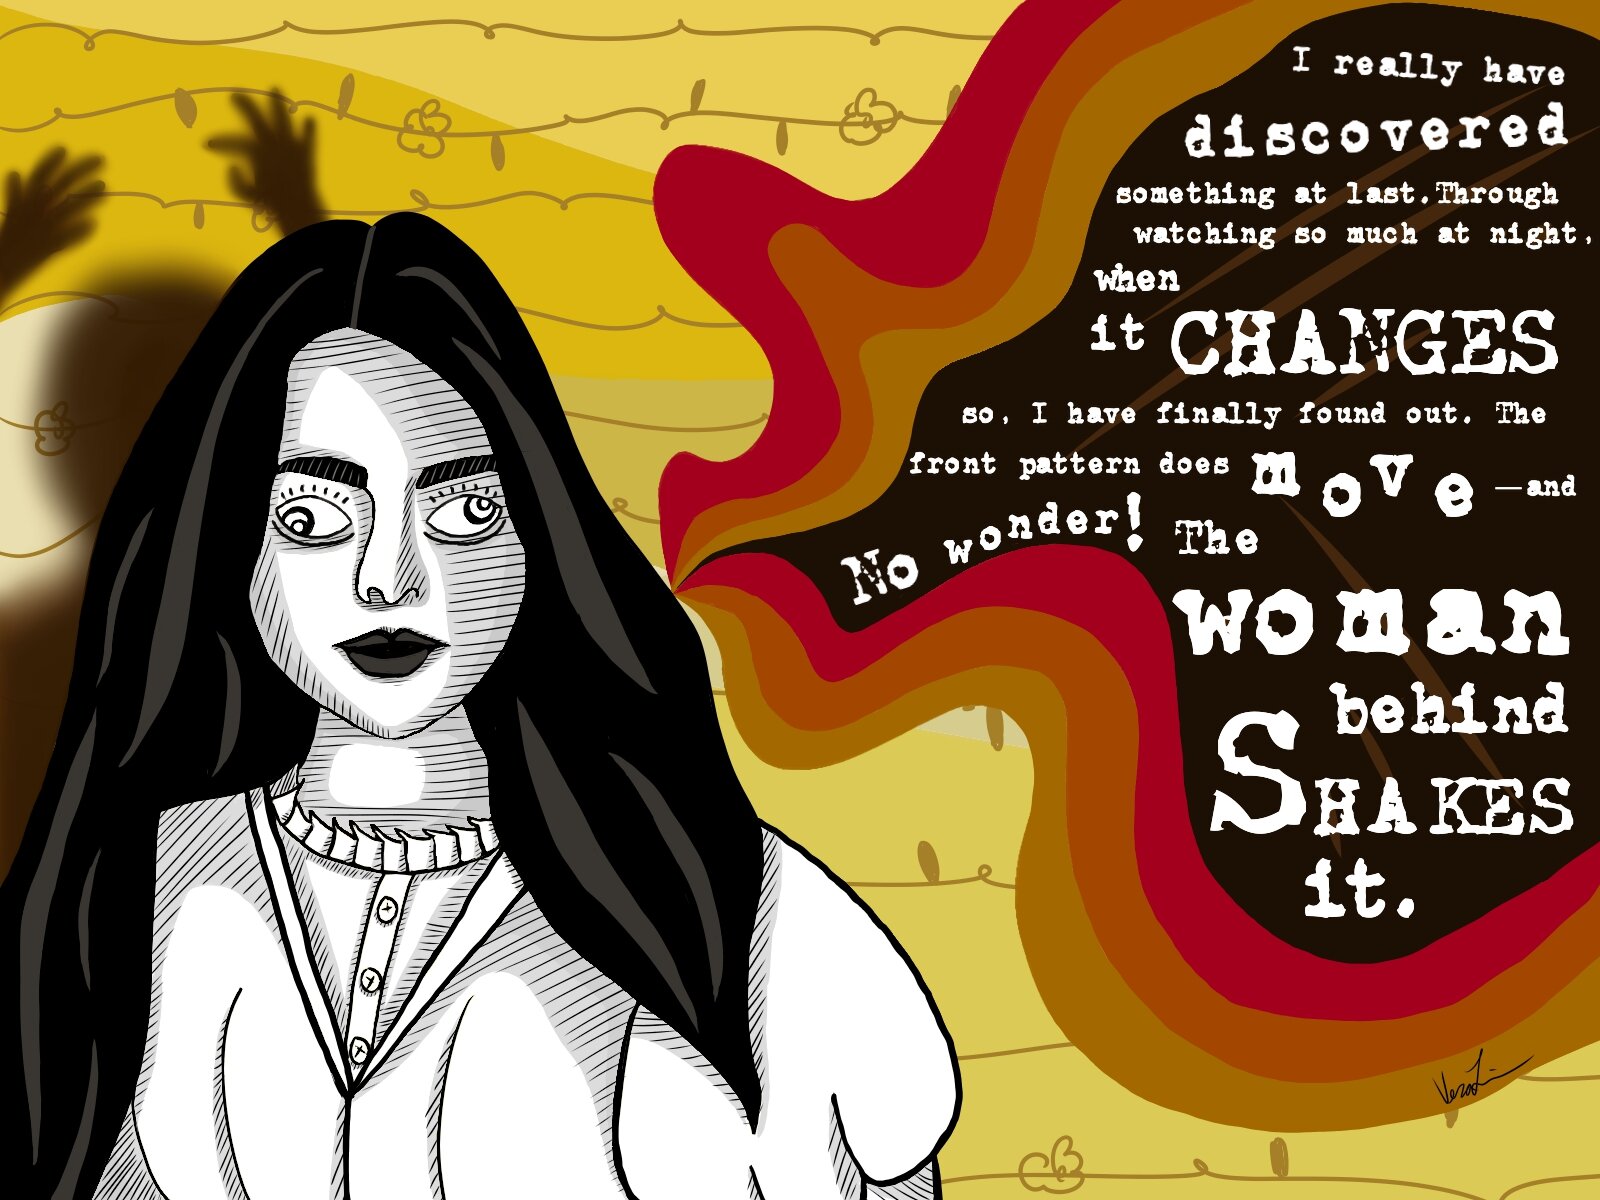 I really have
discovered
something at last.Through
watching so much at night,
when
it CHANGES
so, I have finally found out. The
front pattern does move —and
No wonder! The
woman
behind
SHAKES
it.